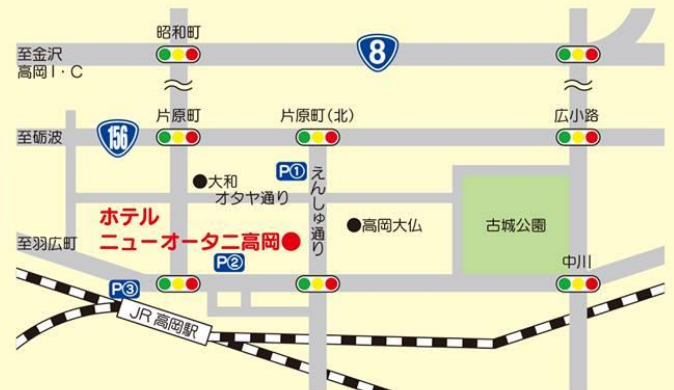 昭和町
至金沢
高岡I・C
8
至砺波
156
片原町
片原町(北)
広小路
P①
●大和
オタヤ通り
えんしゅ通り
ホテル
ニューオータニ高岡●
●高岡大仏
古城公園
至羽広町
P②
中川
P③
JR高岡駅